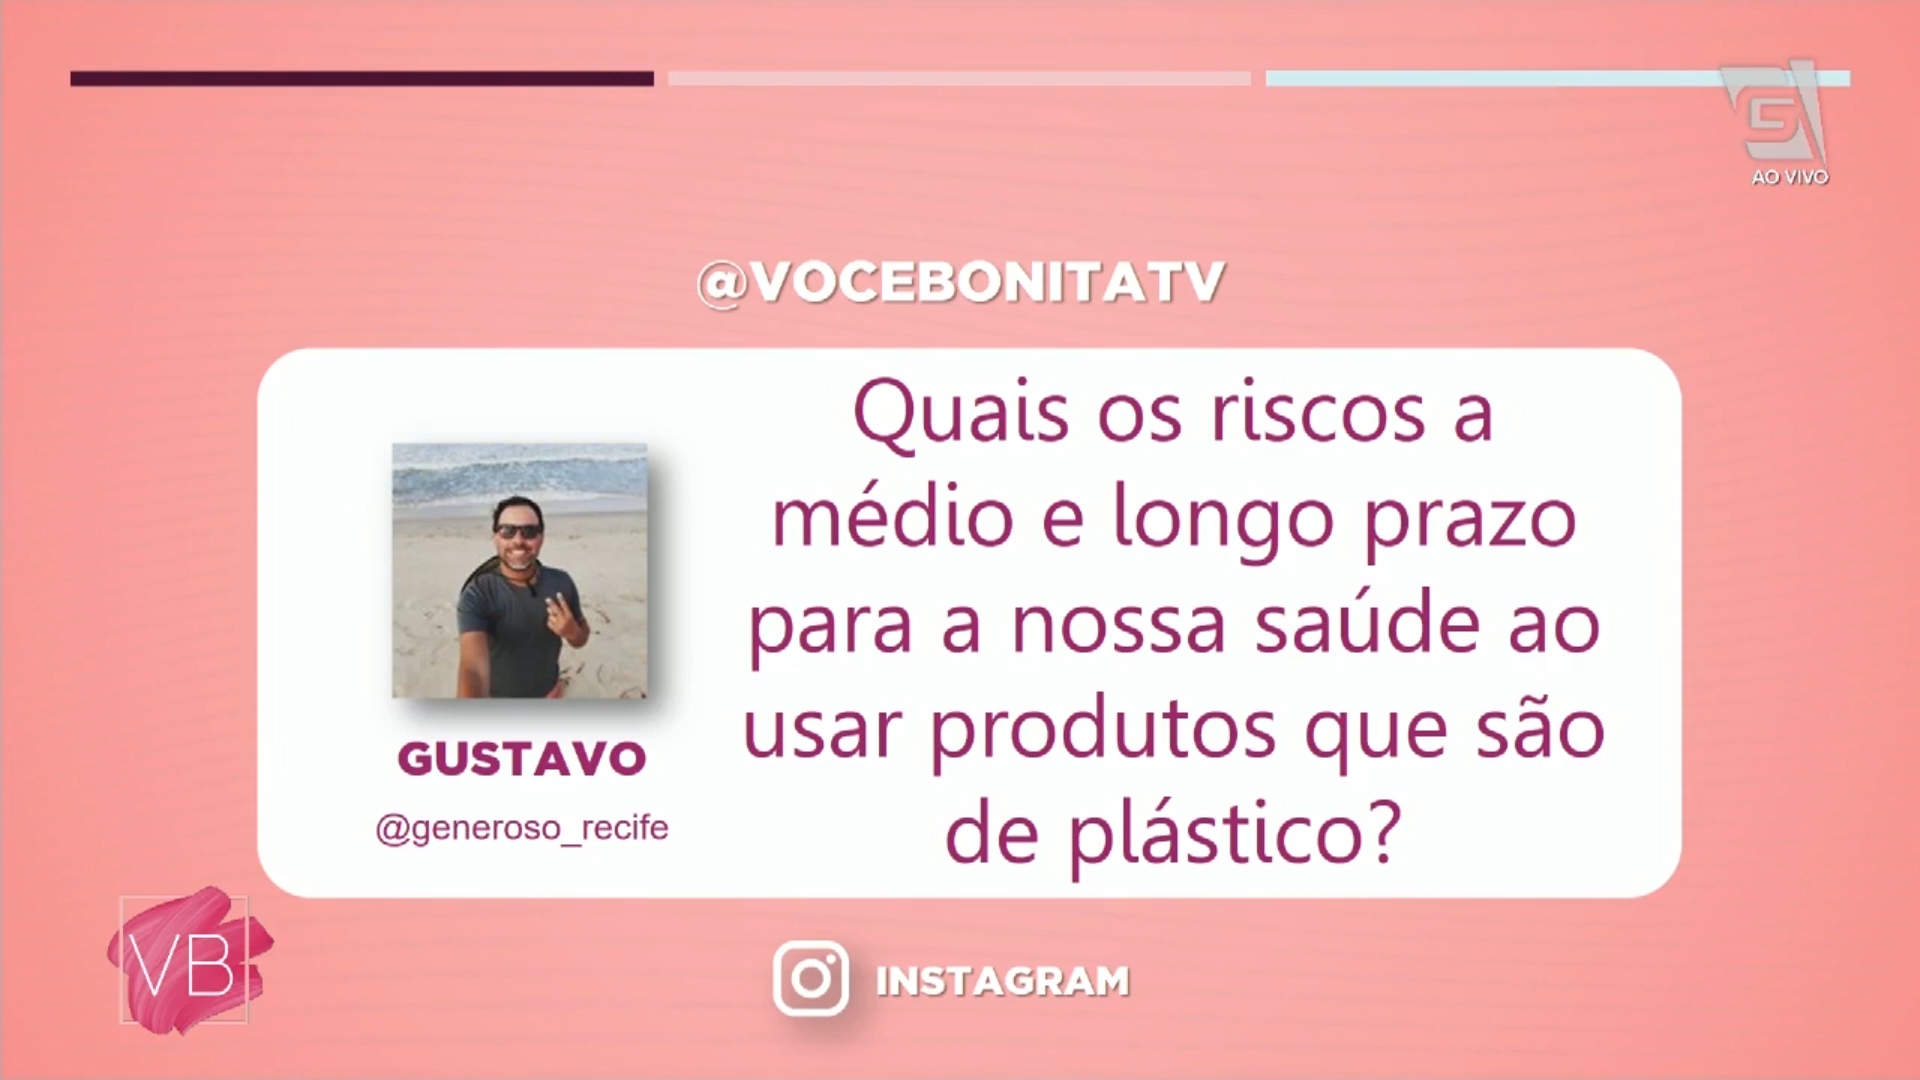 AO VIVO
@VOCEBONITATV
Quais os riscos a
médio e longo prazo
para a nossa saúde ao
usar produtos que são
de plástico?
GUSTAVO
@generoso_recife
VB
INSTAGRAM